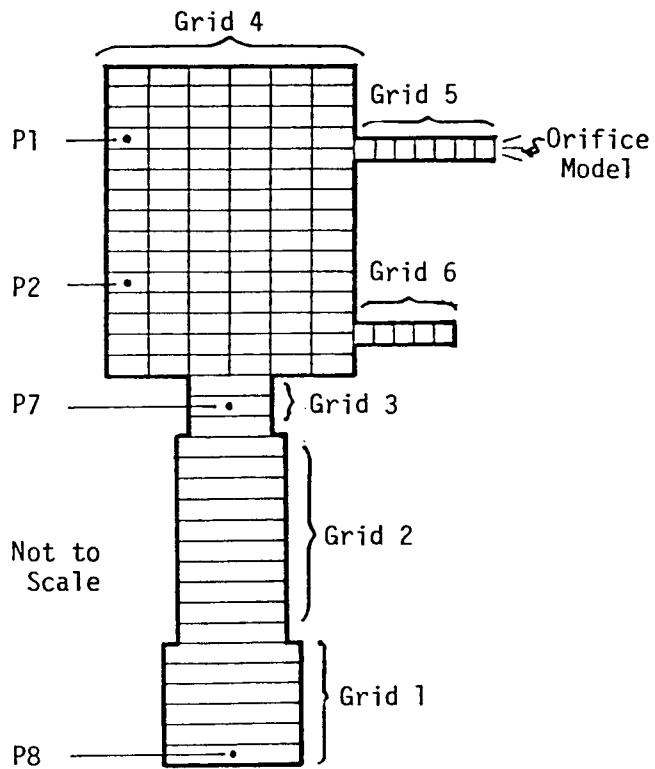 Grid 4
Grid 5
P1
Orifice
Model
Grid 6
P2
P7
Grid 3
Grid 2
Not to
Scale
Grid 1
P8